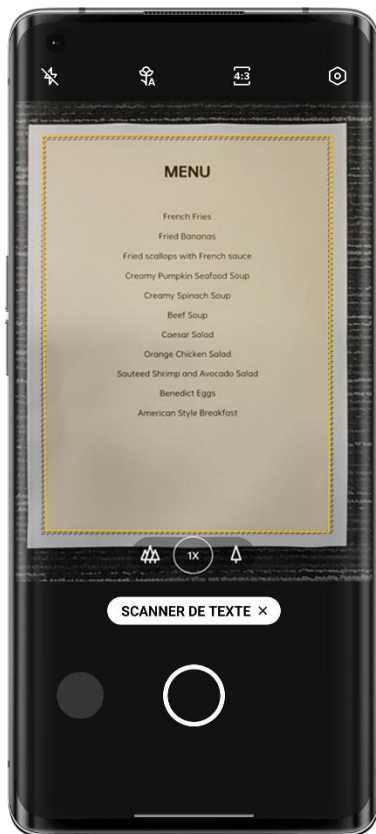 A
4:3
MENU
French Fries
Fried Bananas
Fried scallops with French sauce
Creamy Pumpkin Seafood Soup
Creamy Spinach Soup
Beef Soup
Caesar Salad
Orange Chicken Salad
Sauteed Shrimp and Avocado Salad
Benedict Eggs
American Style Breakfast
1X
SCANNER DE TEXTE ×